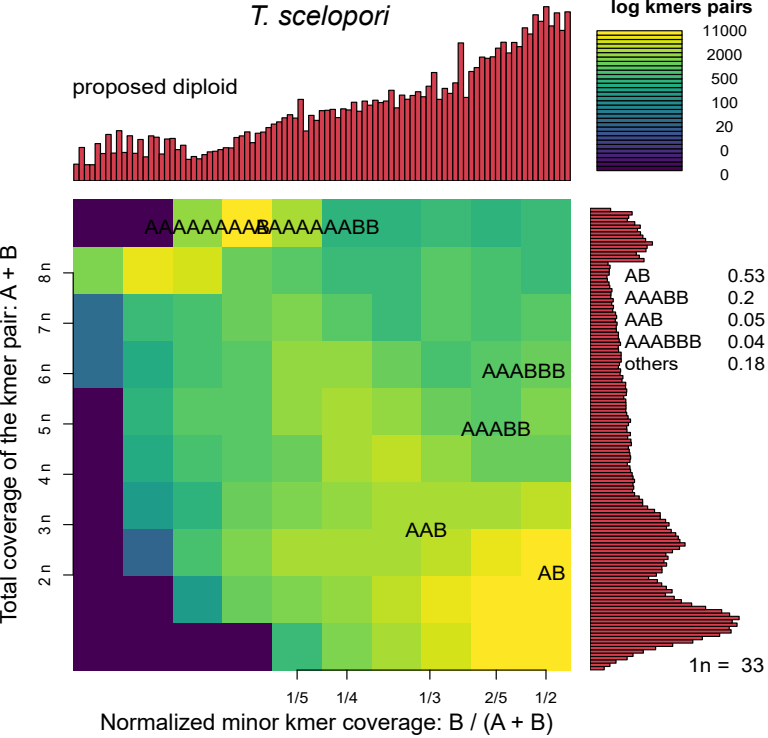 T. scelopori
log kmers pairs
proposed diploid
11000
2000
500
100
20
0
0
AAAAAAAAAB
AAAAAAAABB
Total coverage of the kmer pair: A + B
8n
7n
6n
5n
4n
3n
2n
AB 0.53
AAABB 0.2
AAB 0.05
AAABBB 0.04
others 0.18
AAABBB
AAABB
AAB
AB
1n = 33
1/5 1/4 1/3 2/5 1/2
Normalized minor kmer coverage: B / (A + B)